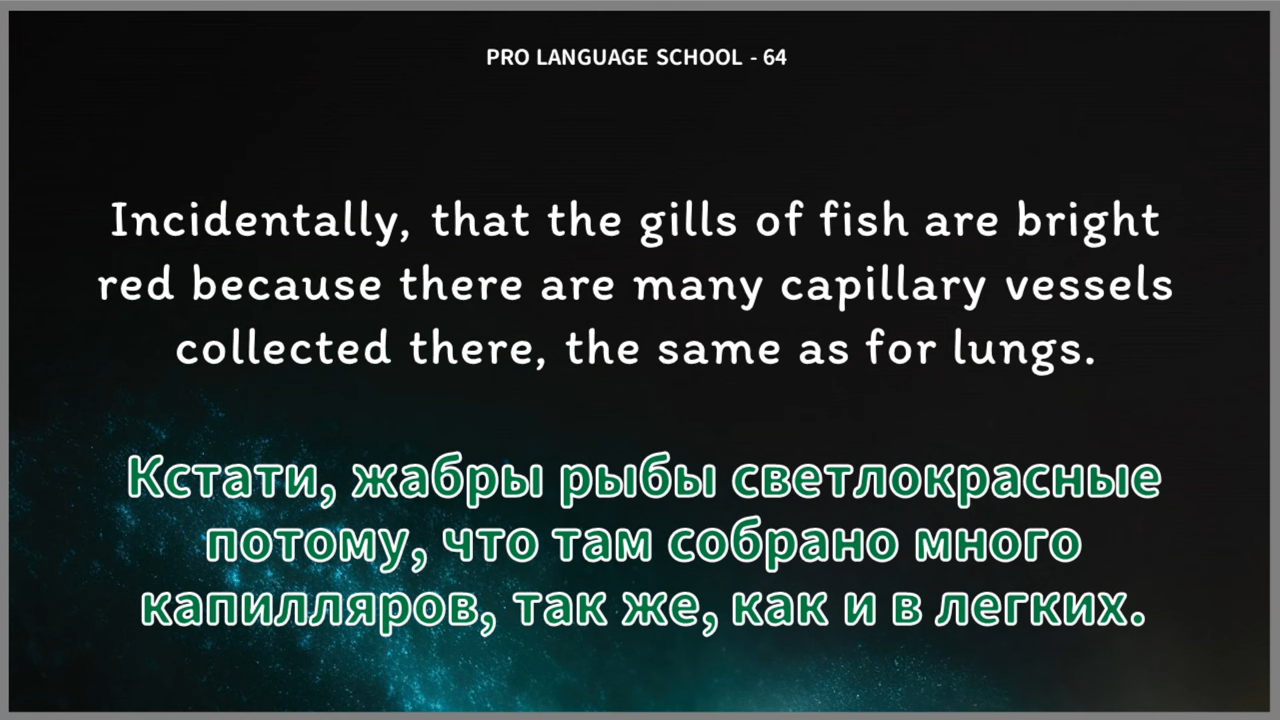 PRO LANGUAGE SCHOOL - 64
Incidentally, that the gills of fish are bright
red because there are many capillary vessels
collected there, the same as for lungs.
Кстати, жабры рыбы светлокрасные
потому, что там собрано много
капилляров, так же, как и в легких.